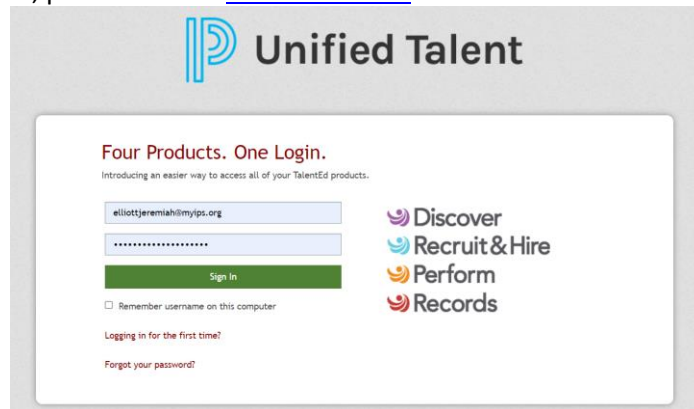 Unified Talent
Four Products. One Login.
Introducing an easier way to access all of your TalentEd products.
elliottjeremiah@myips.org
••••••••••••••••••••
Sign In
Remember username on this computer
Logging in for the first time?
Forgot your password?
Discover
Recruit & Hire
Perform
Records